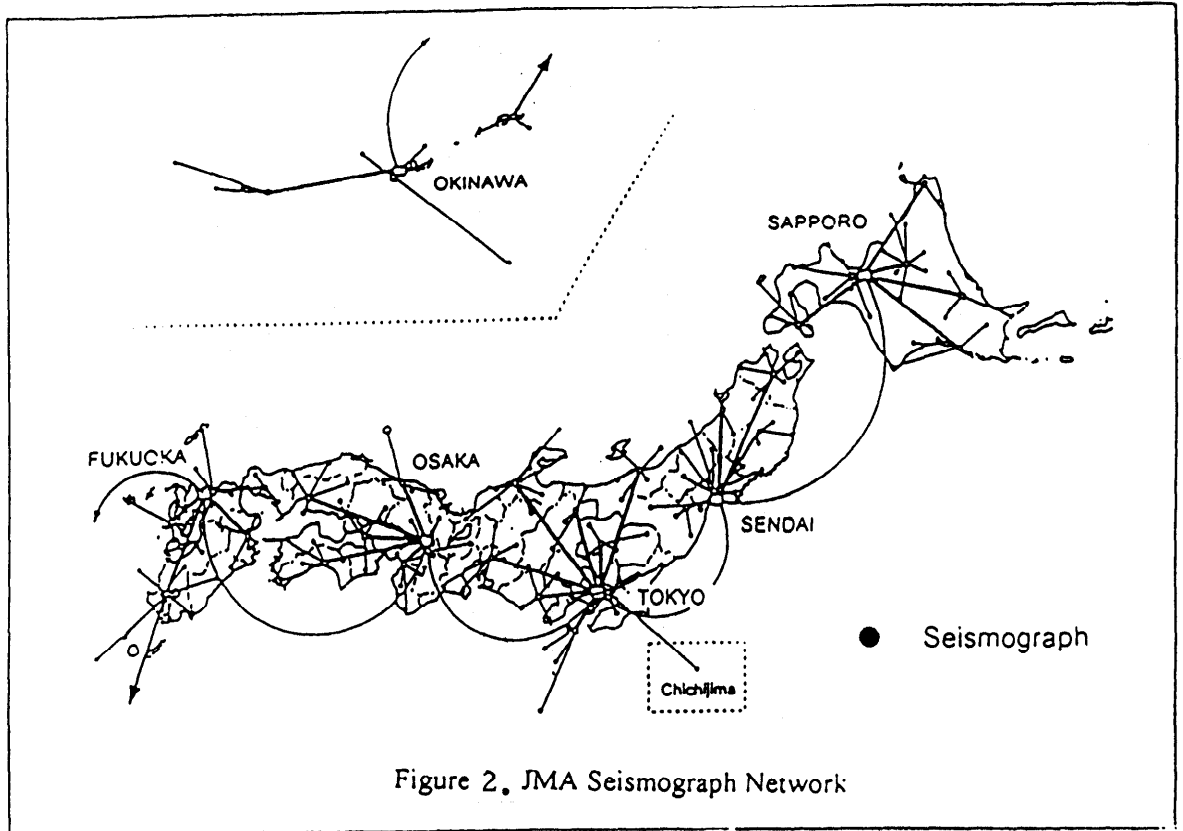 OKINAWA
SAPPORO
FUKUCKA
OSAKA
SENDAI
TOKYO
Seismograph
Chichijima
Figure 2. JMA Seismograph Network